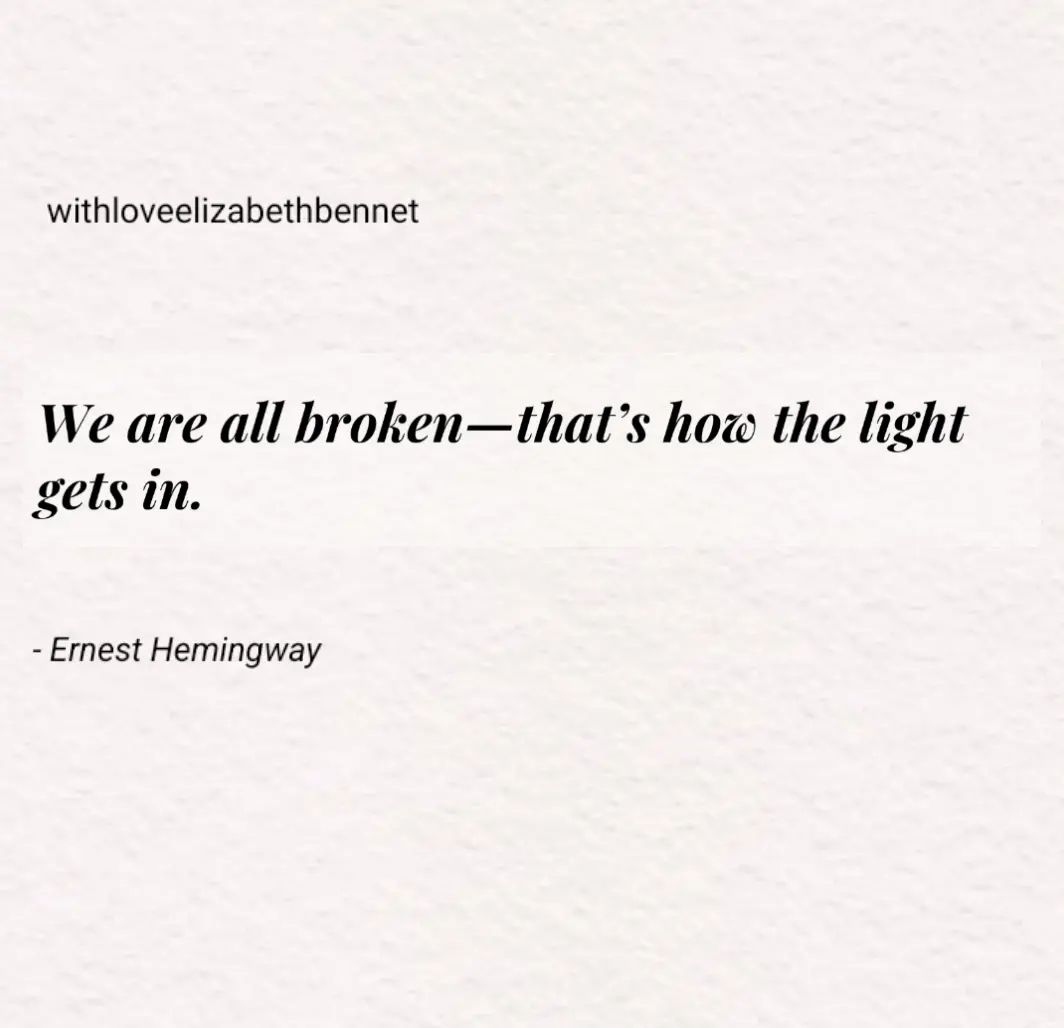 withloveelizabethbennet
We are all broken—that’s how the light
gets in.
- Ernest Hemingway